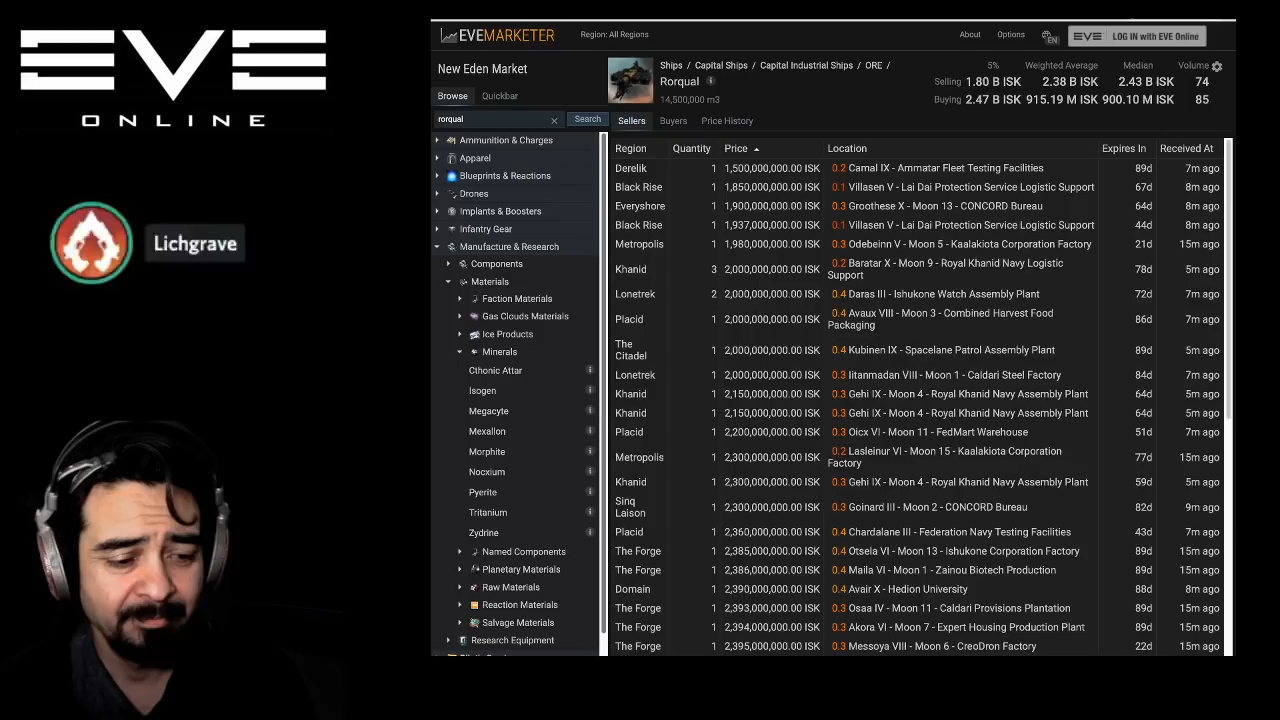 EVE
ONLINE
Lichgrave
EVEMARKETER
Region: All Regions
About
Options
EN
EVE LOG IN with EVE Online
New Eden Market
Browse
Quickbar
rorqual
×
Search
Ships / Capital Ships / Capital Industrial Ships / ORE /
Rorqual
14,500,000 m3
5% Weighted Average Median Volume
Selling 1.80 B ISK 2.38 B ISK 2.43 B ISK 74
Buying 2.47 B ISK 915.19 M ISK 900.10 M ISK 85
Sellers
Buyers
Price History
Ammunition & Charges
Apparel
Blueprints & Reactions
Drones
Implants & Boosters
Infantry Gear
Manufacture & Research
Components
Materials
Faction Materials
Gas Clouds Materials
Ice Products
Minerals
Cthonic Attar
Isogen
Megacyte
Mexallon
Morphite
Nocxium
Pyerite
Tritanium
Zydrine
Named Components
Planetary Materials
Raw Materials
Reaction Materials
Salvage Materials
Research Equipment
Region Quantity Price Location Expires In Received At
Derelik 1 1,500,000,000.00 ISK 0.2 Camal IX - Ammatar Fleet Testing Facilities 89d 7m ago
Black Rise 1 1,850,000,000.00 ISK 0.1 Villasen V - Lai Dai Protection Service Logistic Support 67d 8m ago
Everyshore 1 1,900,000,000.00 ISK 0.3 Groothese X - Moon 13 - CONCORD Bureau 64d 8m ago
Black Rise 1 1,937,000,000.00 ISK 0.1 Villasen V - Lai Dai Protection Service Logistic Support 44d 8m ago
Metropolis 1 1,980,000,000.00 ISK 0.3 Odebeinn V - Moon 5 - Kaalakiota Corporation Factory 21d 15m ago
Khanid 3 2,000,000,000.00 ISK 0.2 Baratar X - Moon 9 - Royal Khanid Navy Logistic
Support 78d 5m ago
Lonetrek 2 2,000,000,000.00 ISK 0.4 Daras III - Ishukone Watch Assembly Plant 72d 7m ago
Placid 1 2,000,000,000.00 ISK 0.4 Avaux VIII - Moon 3 - Combined Harvest Food
Packaging 86d 7m ago
The
Citadel 1 2,000,000,000.00 ISK 0.4 Kubinen IX - Spacelane Patrol Assembly Plant 89d 5m ago
Lonetrek 1 2,000,000,000.00 ISK 0.3 Iitanmadan VIII - Moon 1 - Caldari Steel Factory 84d 7m ago
Khanid 1 2,150,000,000.00 ISK 0.3 Gehi IX - Moon 4 - Royal Khanid Navy Assembly Plant 64d 5m ago
Khanid 1 2,150,000,000.00 ISK 0.3 Gehi IX - Moon 4 - Royal Khanid Navy Assembly Plant 64d 5m ago
Placid 1 2,200,000,000.00 ISK 0.3 Oicx VI - Moon 11 - FedMart Warehouse 51d 7m ago
Metropolis 1 2,300,000,000.00 ISK 0.2 Lasleinur VI - Moon 15 - Kaalakiota Corporation
Factory 77d 15m ago
Khanid 1 2,300,000,000.00 ISK 0.3 Gehi IX - Moon 4 - Royal Khanid Navy Assembly Plant 59d 5m ago
Sinq
Laison 1 2,300,000,000.00 ISK 0.3 Goinard III - Moon 2 - CONCORD Bureau 82d 9m ago
Placid 1 2,360,000,000.00 ISK 0.4 Chardalane III - Federation Navy Testing Facilities 43d 7m ago
The Forge 1 2,385,000,000.00 ISK 0.4 Otsela VI - Moon 13 - Ishukone Corporation Factory 89d 15m ago
The Forge 1 2,386,000,000.00 ISK 0.4 Maila VI - Moon 1 - Zainou Biotech Production 89d 15m ago
Domain 1 2,389,000,000.00 ISK 0.4 Avair X - Hedion University 88d 8m ago
The Forge 1 2,393,000,000.00 ISK 0.3 Osaa IV - Moon 11 - Caldari Provisions Plantation 89d 15m ago
The Forge 1 2,394,000,000.00 ISK 0.3 Akora VI - Moon 7 - Expert Housing Production Plant 89d 15m ago
The Forge 1 2,395,000,000.00 ISK 0.3 Messoya VIII - Moon 6 - CreoDron Factory 22d 15m ago